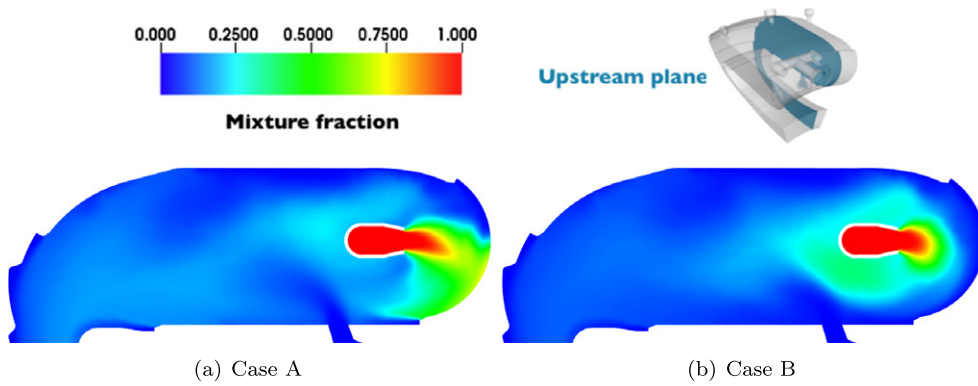 0.000 0.2500 0.5000 0.7500 1.000
Mixture fraction
Upstream plane
(a) Case A
(b) Case B